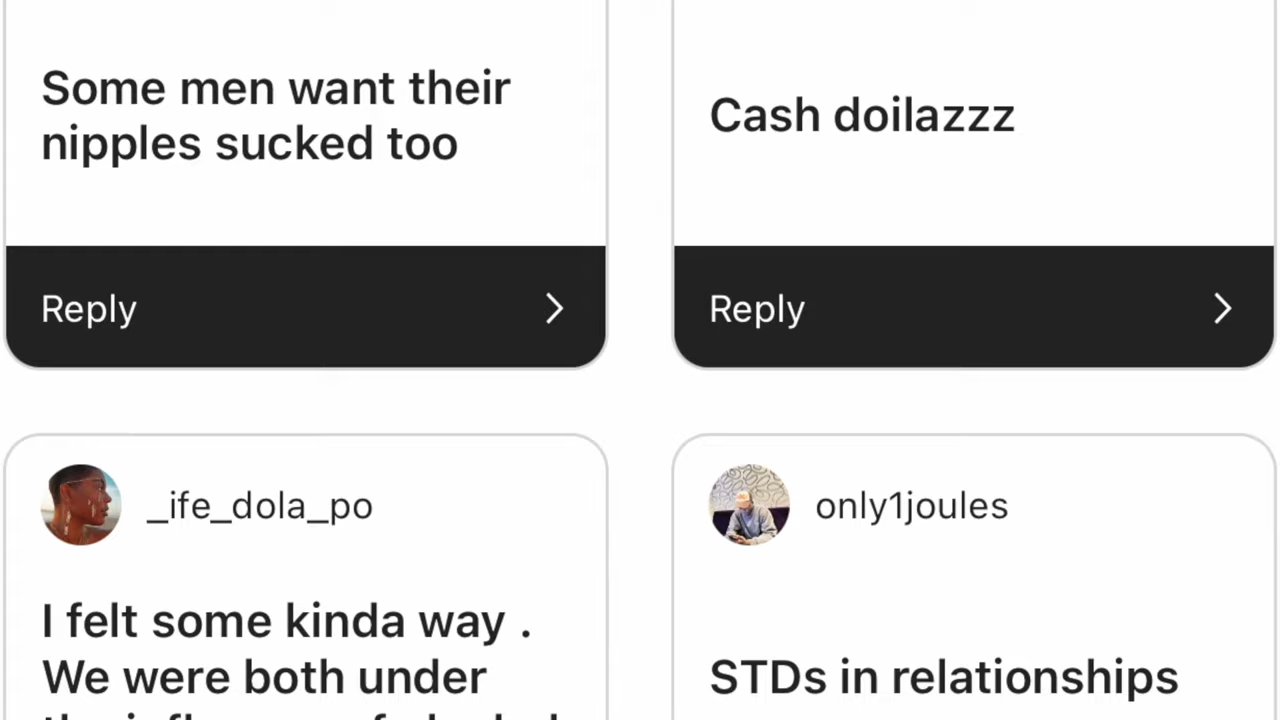 Some men want their
nipples sucked too
Reply
Cash doilazzz
Reply
_ife_dola_po
I felt some kinda way .
We were both under
only1joules
STDs in relationships